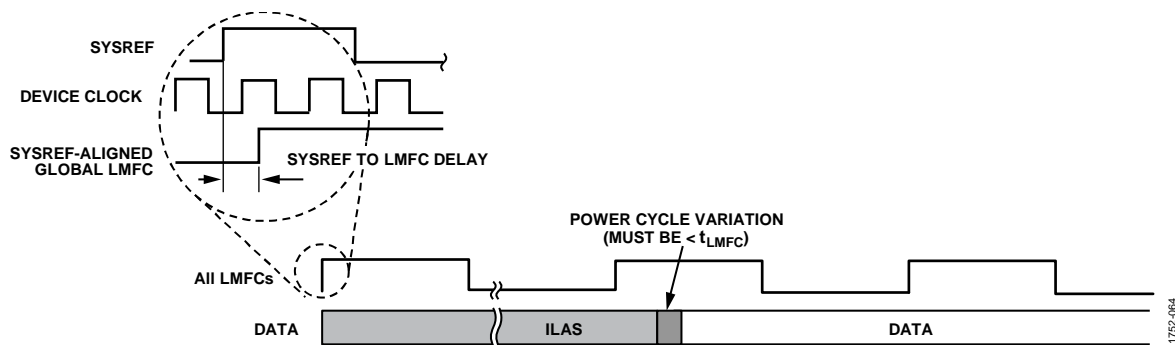 SYSREF
DEVICE CLOCK
SYSREF-ALIGNED
GLOBAL LMFC
SYSREF TO LMFC DELAY
POWER CYCLE VARIATION
(MUST BE < tLMFC)
All LMFCs
DATA
ILAS
DATA
1752-064